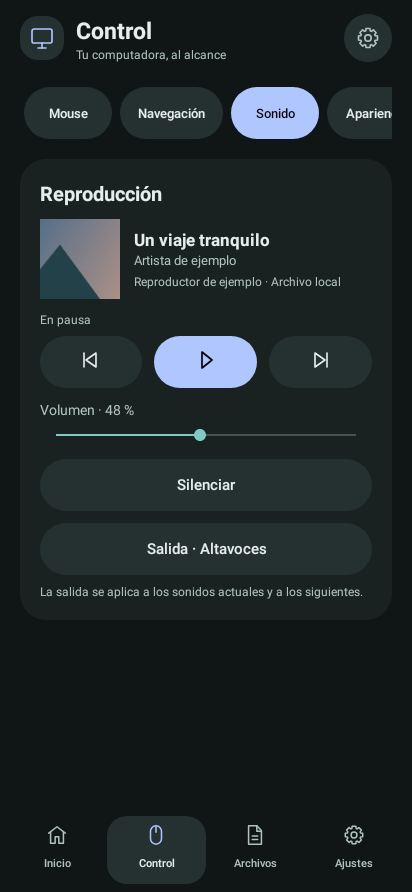 Control
Tu computadora, al alcance
Mouse
Navegación
Sonido
Aparien
Reproducción
Un viaje tranquilo
Artista de ejemplo
Reproductor de ejemplo · Archivo local
En pausa
Volumen · 48 %
Silenciar
Salida · Altavoces
La salida se aplica a los sonidos actuales y a los siguientes.
Inicio
Control
Archivos
Ajustes